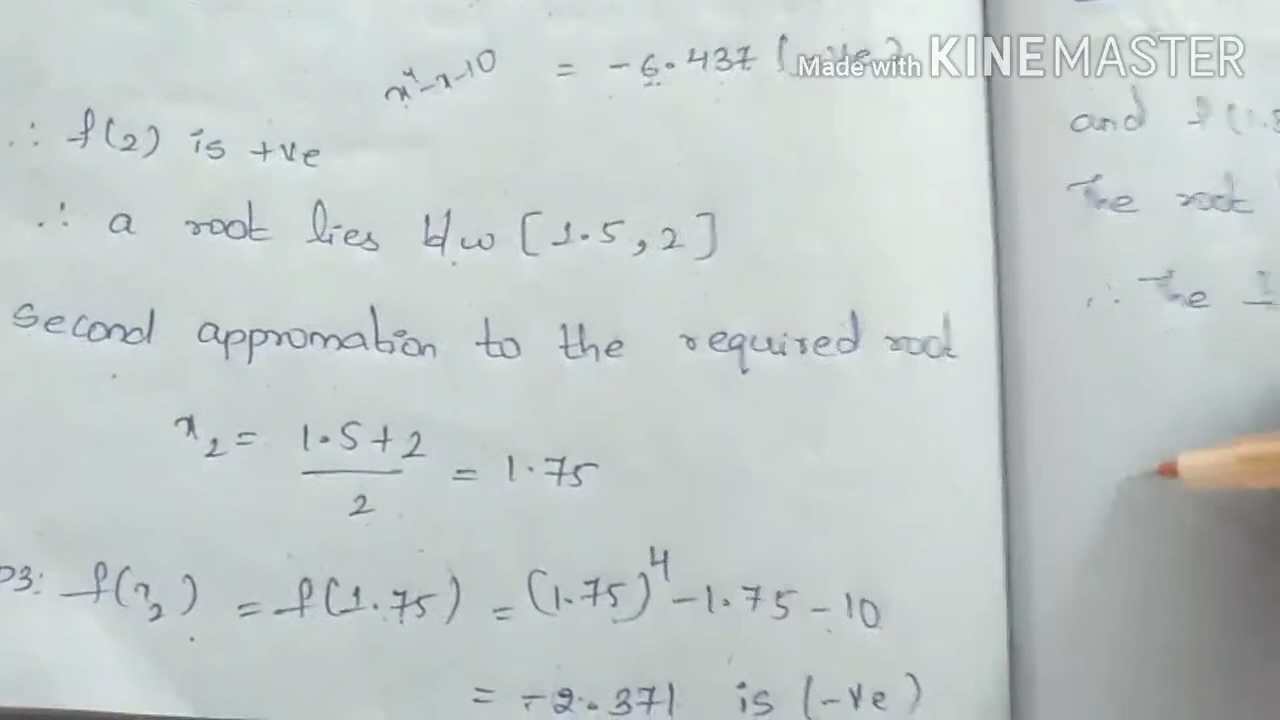 x⁴-x-10 = -6.437
Made with KINEMASTER
∴ f(2) is +ve
∴ a root lies b/w [1.5, 2]
second appromation to the required root
x₂ = 1.5+2 / 2 = 1.75
f(x₂) = f(1.75) = (1.75)⁴ - 1.75 - 10
= -2.371 is (-ve)
and f(1.
The root
∴ The